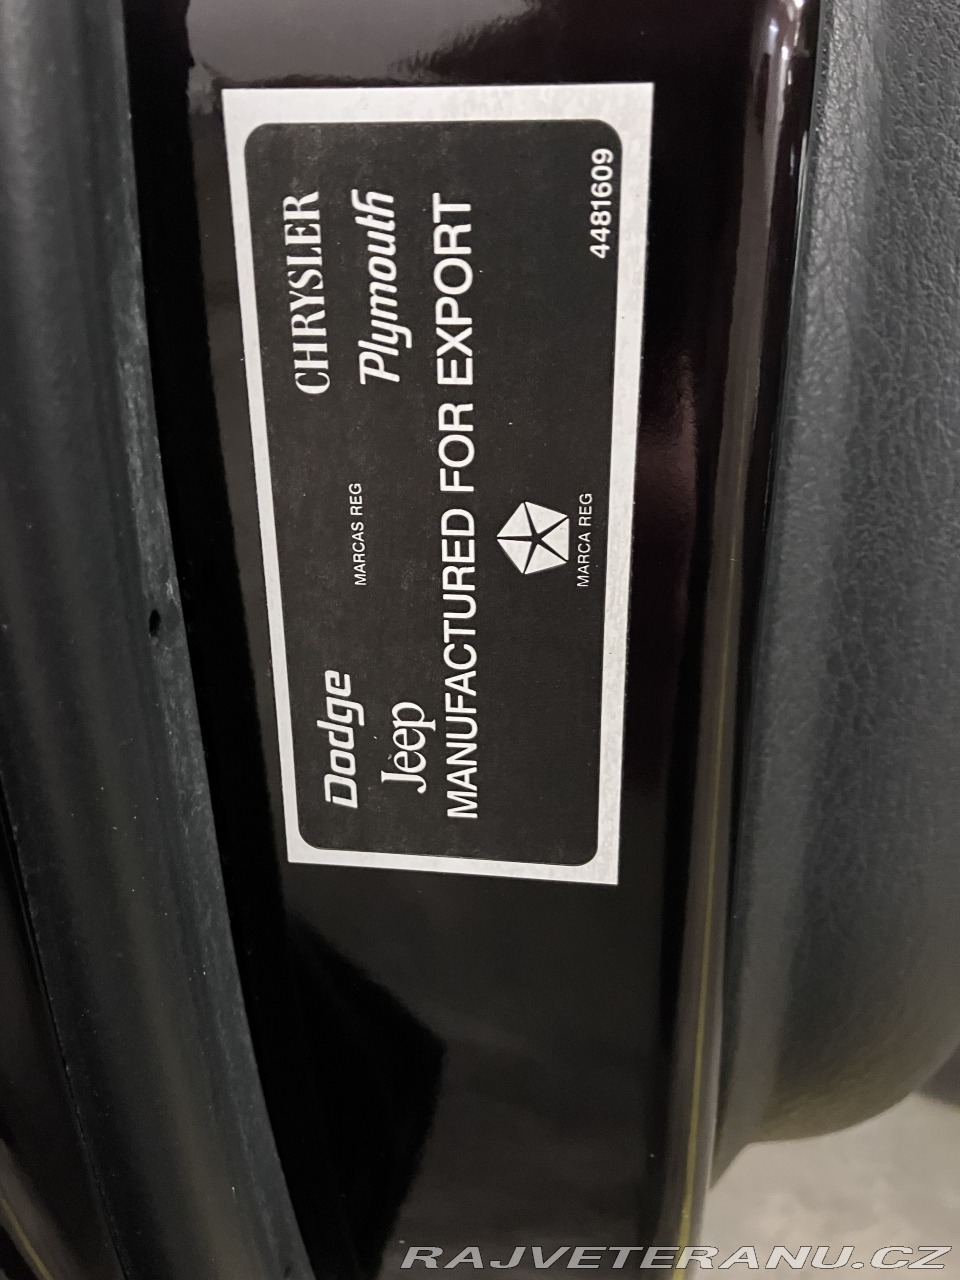 Dodge CHRYSLER
MARCAS REG
Jeep Plymouth
MANUFACTURED FOR EXPORT
MARCA REG
4481609
RAJVETERANU.CZ